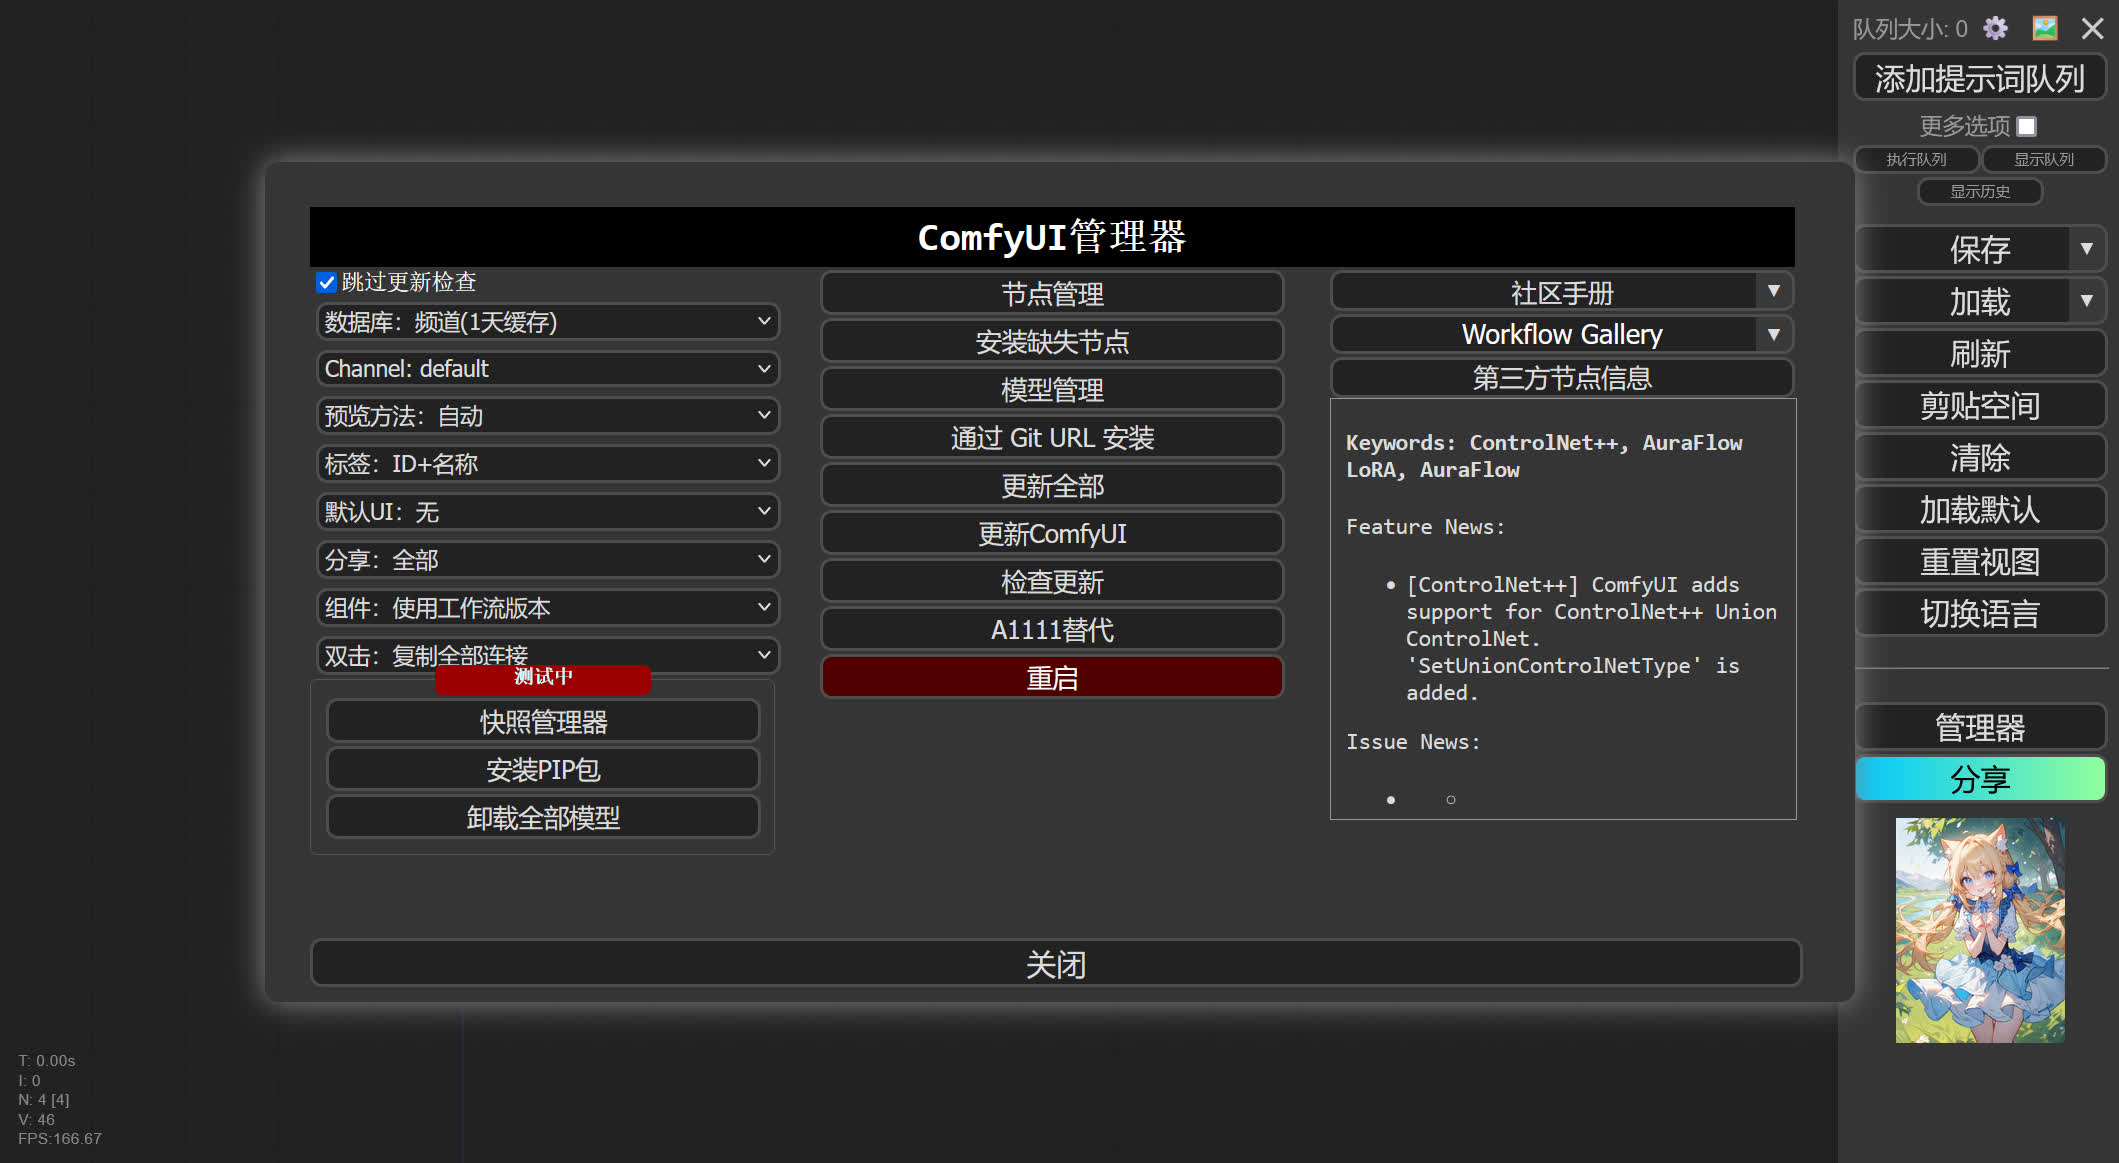 队列大小: 0
添加提示词队列
更多选项
执行队列
显示队列
显示历史
保存
加载
刷新
剪贴空间
清除
加载默认
重置视图
切换语言
管理器
分享
ComfyUI管理器
跳过更新检查
数据库：频道(1天缓存)
Channel: default
预览方法：自动
标签：ID+名称
默认UI：无
分享：全部
组件：使用工作流版本
双击：复制全部连接
测试中
快照管理器
安装PIP包
卸载全部模型
节点管理
安装缺失节点
模型管理
通过 Git URL 安装
更新全部
更新ComfyUI
检查更新
A1111替代
重启
社区手册
Workflow Gallery
第三方节点信息
Keywords: ControlNet++, AuraFlow
LoRA, AuraFlow
Feature News:
[ControlNet++] ComfyUI adds
support for ControlNet++ Union
ControlNet.
'SetUnionControlNetType' is
added.
Issue News:
关闭
T: 0.00s
I: 0
N: 4 [4]
V: 46
FPS:166.67